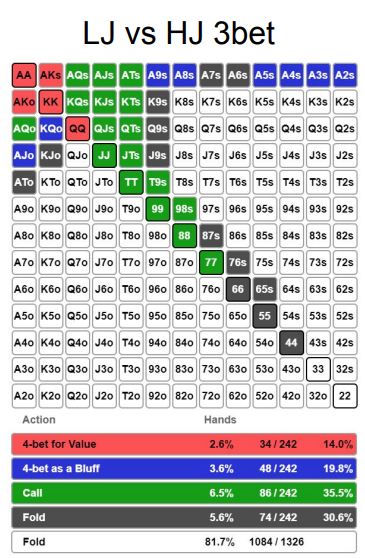 LJ vs HJ 3bet
AA AKs AQs AJs ATs A9s A8s A7s A6s A5s A4s A3s A2s
AKo KK KQs KJs KTs K9s K8s K7s K6s K5s K4s K3s K2s
AQo KQo QQ QJs QTs Q9s Q8s Q7s Q6s Q5s Q4s Q3s Q2s
AJo KJo QJo JJ JTs J9s J8s J7s J6s J5s J4s J3s J2s
ATo KTo QTo JTo TT T9s T8s T7s T6s T5s T4s T3s T2s
A9o K9o Q9o J9o T9o 99 98s 97s 96s 95s 94s 93s 92s
A8o K8o Q8o J8o T8o 98o 88 87s 86s 85s 84s 83s 82s
A7o K7o Q7o J7o T7o 97o 87o 77 76s 75s 74s 73s 72s
A6o K6o Q6o J6o T6o 96o 86o 76o 66 65s 64s 63s 62s
A5o K5o Q5o J5o T5o 95o 85o 75o 65o 55 54s 53s 52s
A4o K4o Q4o J4o T4o 94o 84o 74o 64o 54o 44 43s 42s
A3o K3o Q3o J3o T3o 93o 83o 73o 63o 53o 43o 33 32s
A2o K2o Q2o J2o T2o 92o 82o 72o 62o 52o 42o 32o 22
Action Hands
4-bet for Value 2.6% 34 / 242 14.0%
4-bet as a Bluff 3.6% 48 / 242 19.8%
Call 6.5% 86 / 242 35.5%
Fold 5.6% 74 / 242 30.6%
Fold 81.7% 1084 / 1326